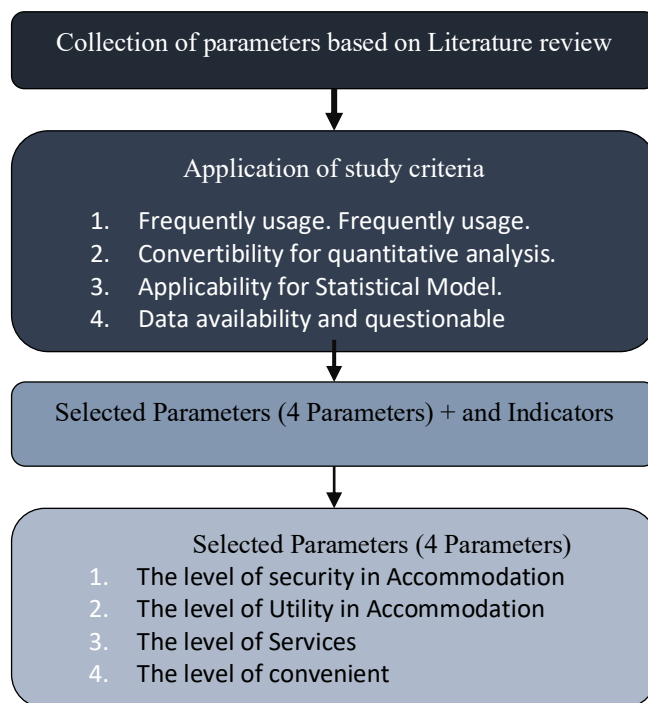 Collection of parameters based on Literature review
Application of study criteria
1. Frequently usage. Frequently usage.
2. Convertibility for quantitative analysis.
3. Applicability for Statistical Model.
4. Data availability and questionable
Selected Parameters (4 Parameters) + and Indicators
Selected Parameters (4 Parameters)
1. The level of security in Accommodation
2. The level of Utility in Accommodation
3. The level of Services
4. The level of convenient